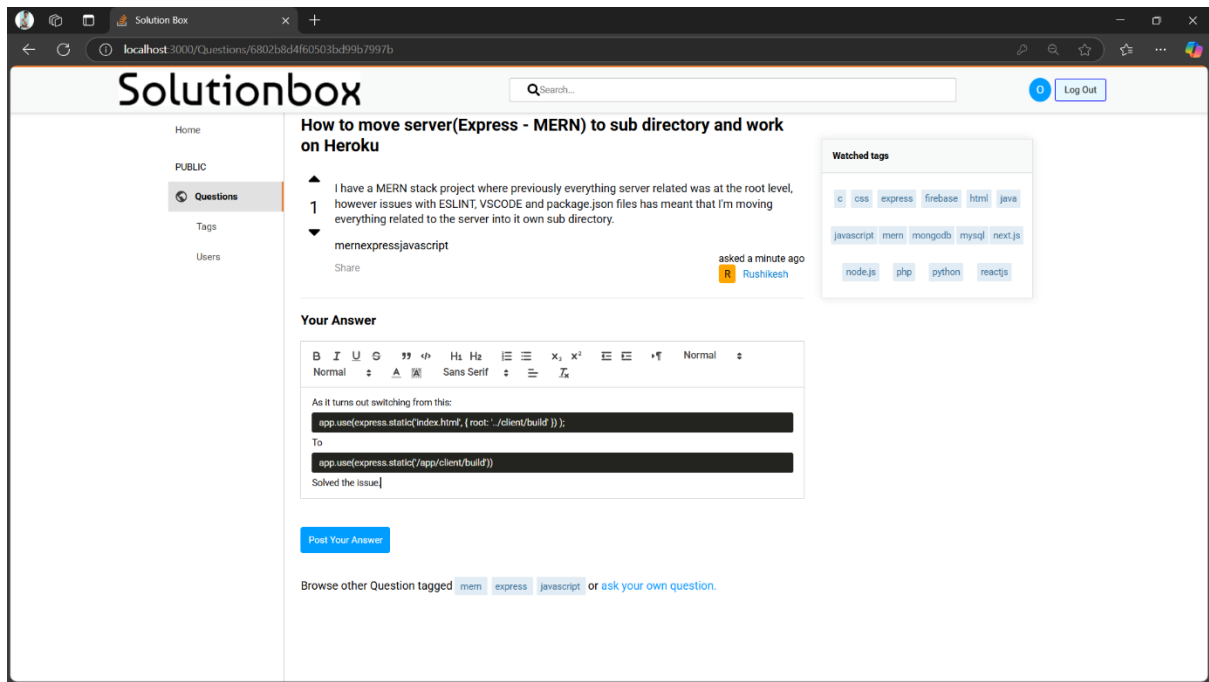 Solution Box
localhost:3000/Questions/6802b8d4f60503bd99b7997b
Solutionbox
Search...
O
Log Out
Home
PUBLIC
Questions
Tags
Users
How to move server(Express - MERN) to sub directory and work
on Heroku
1
I have a MERN stack project where previously everything server related was at the root level,
however issues with ESLINT, VSCODE and package.json files has meant that I'm moving
everything related to the server into it own sub directory.
mernexpressjavascript
Share
asked a minute ago
R Rushikesh
Watched tags
c css express firebase html java
javascript mern mongodb mysql next.js
node.js php python reactjs
Your Answer
B I U S H1 H2 X2 X² Normal
Normal A A Sans Serif Tx
As it turns out switching from this:
app.use(express.static('index.html', { root: '../client/build' }) );
To
app.use(express.static('/app/client/build'))
Solved the issue.
Post Your Answer
Browse other Question tagged mern express javascript or ask your own question.